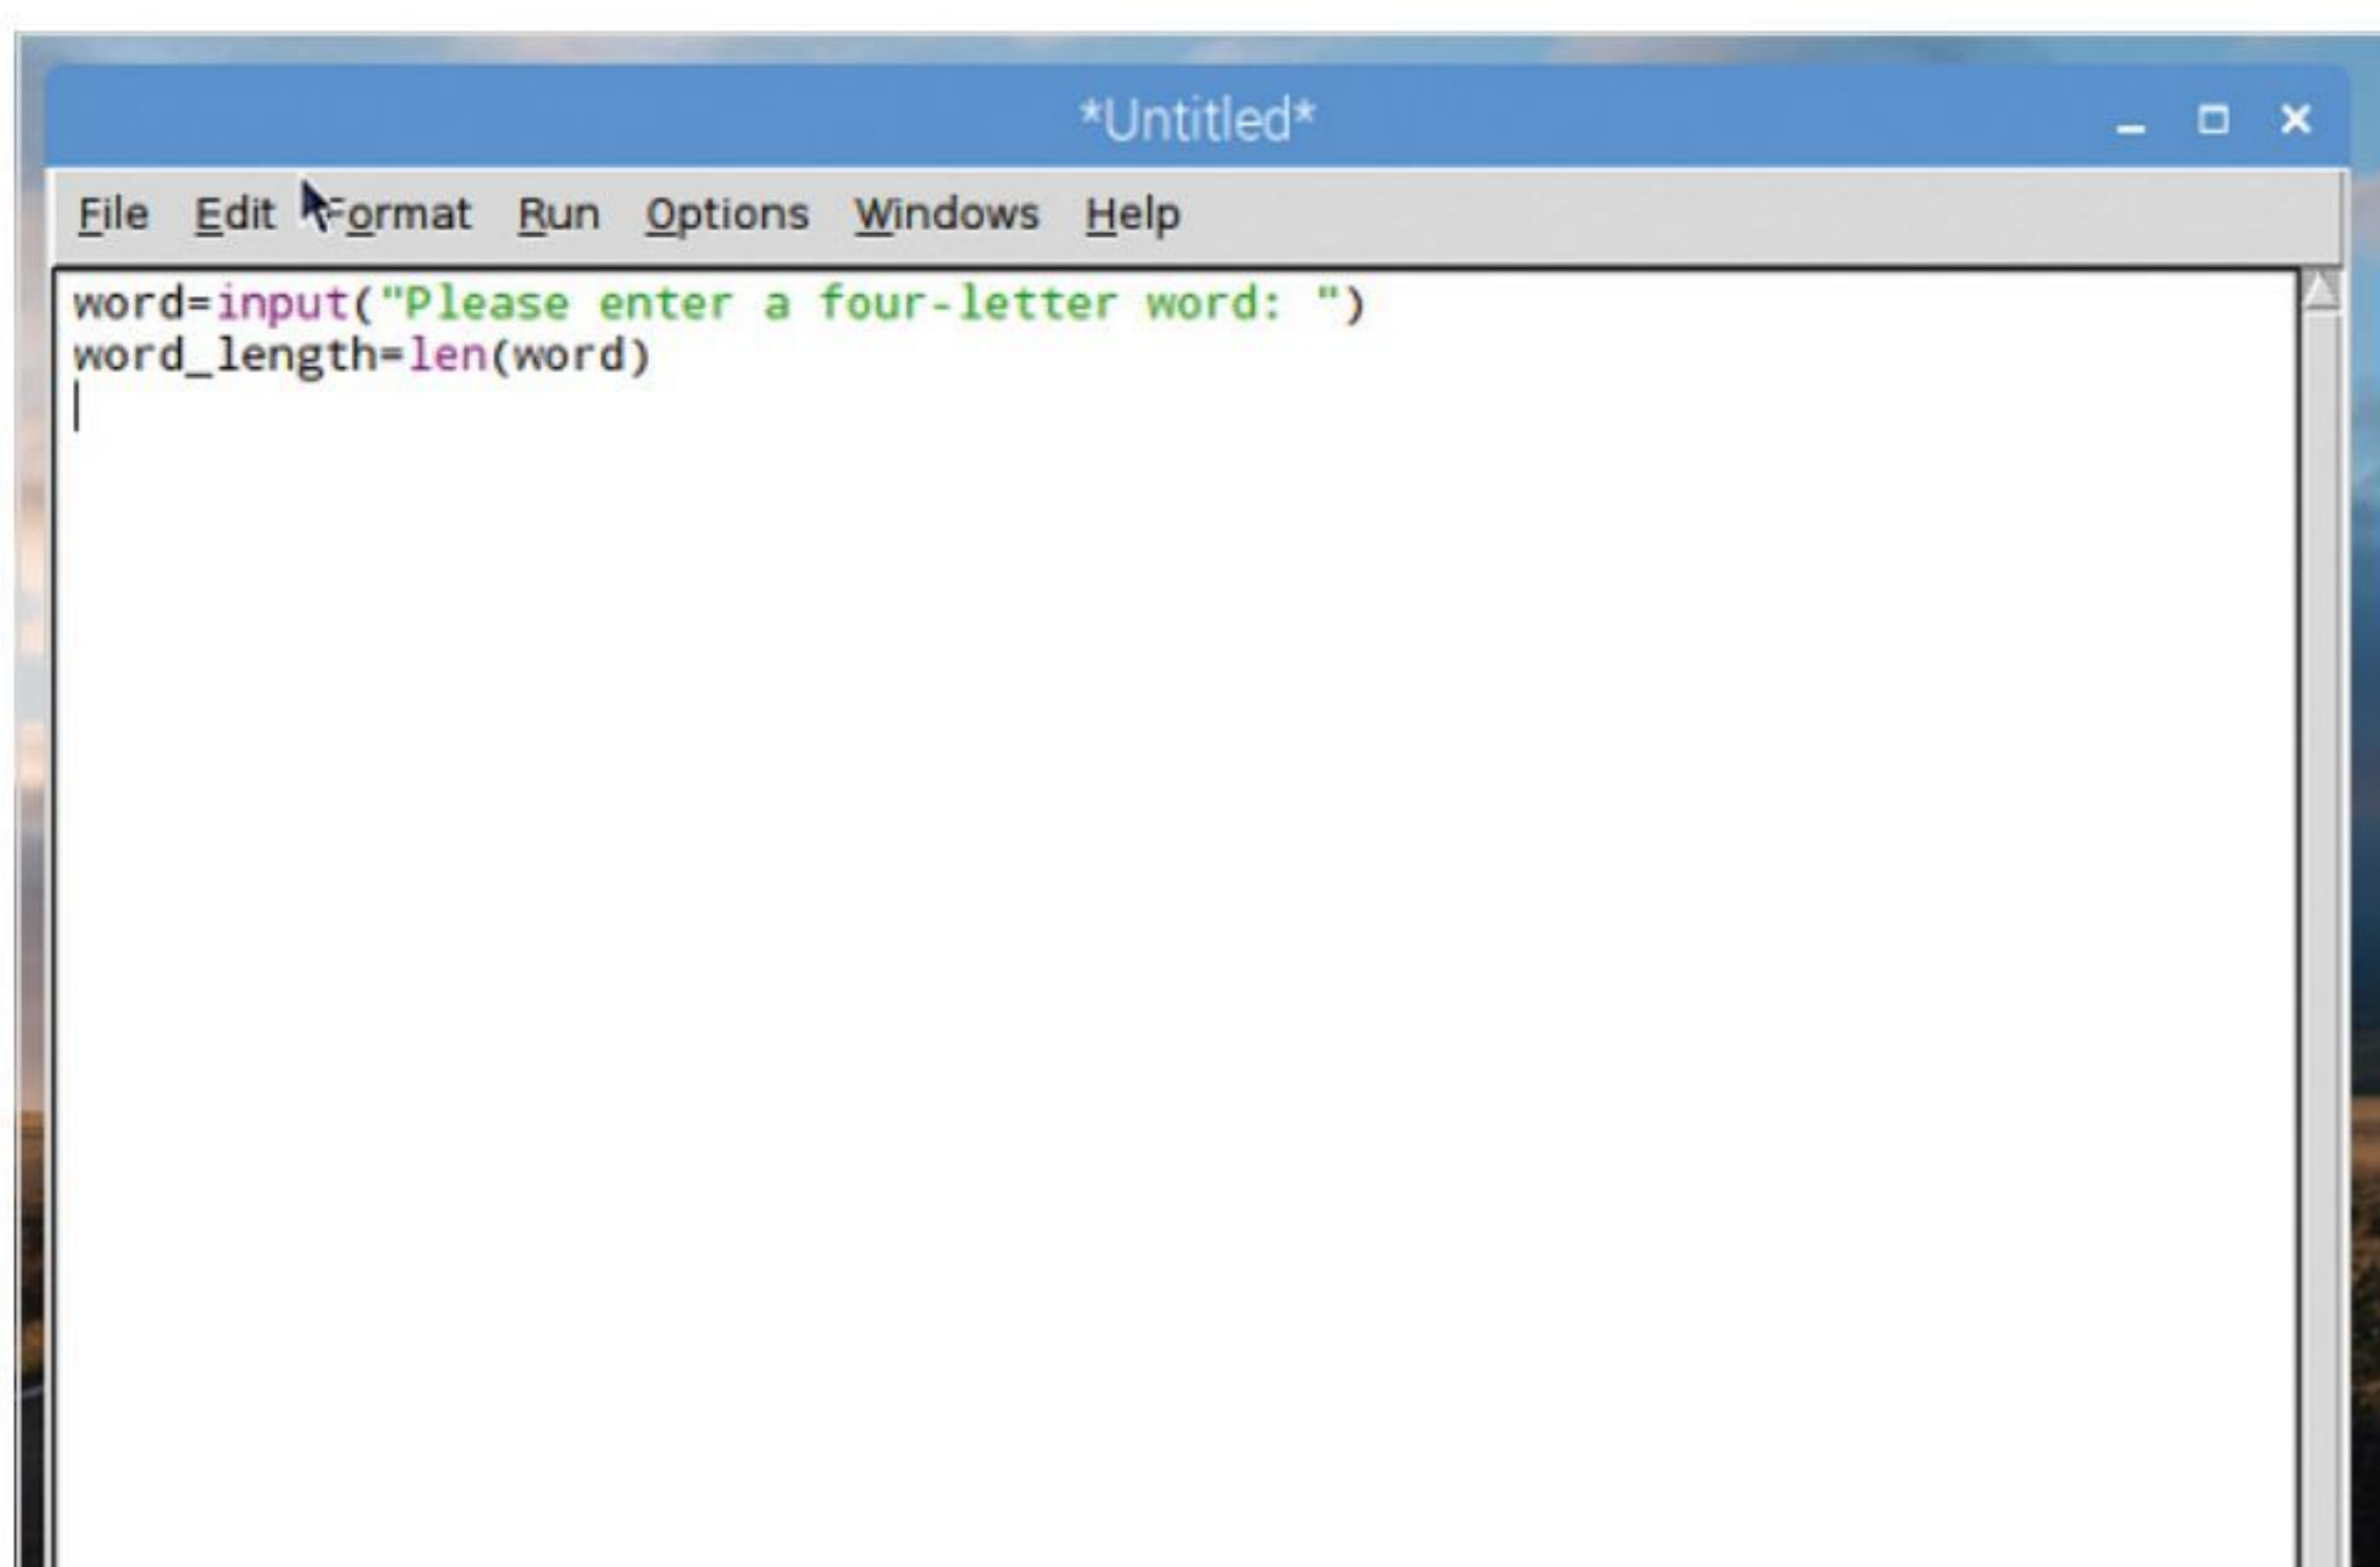 *Untitled*
File Edit Format Run Options Windows Help
word=input("Please enter a four-letter word: ")
word_length=len(word)